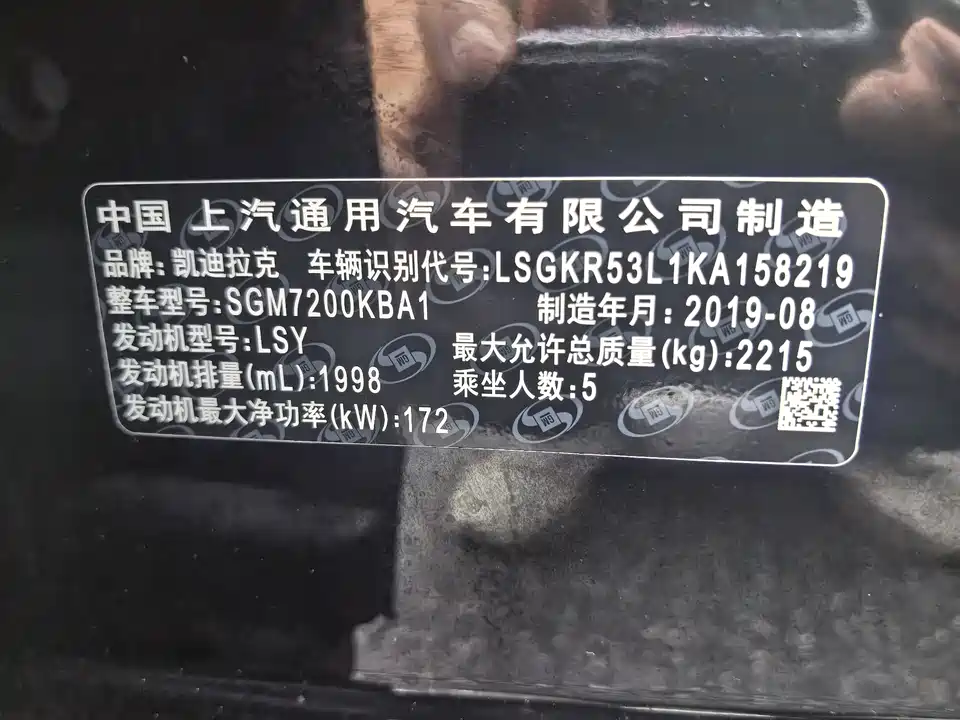 中国 上汽通用汽车有限公司制造
品牌: 凯迪拉克 车辆识别代号:LSGKR53L1KA158219
整车型号:SGM7200KBA1 制造年月: 2019-08
发动机型号:LSY 最大允许总质量(kg):2215
发动机排量(mL):1998 乘坐人数:5
发动机最大净功率(kW):172